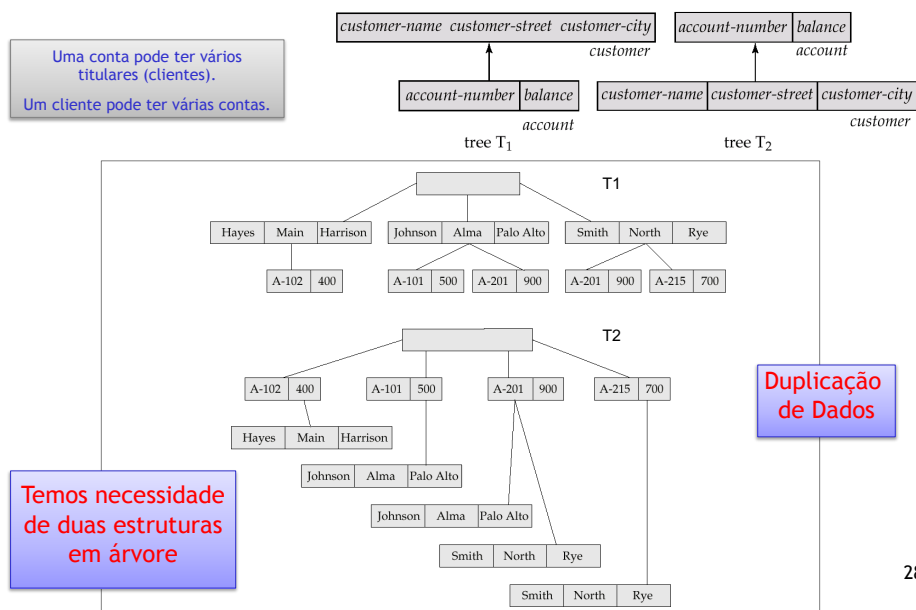 Uma conta pode ter vários
titulares (clientes).
Um cliente pode ter várias contas.
customer-name customer-street customer-city
customer
account-number balance
account
tree T1
account-number balance
account
customer-name customer-street customer-city
customer
tree T2
T1
Hayes Main Harrison
Johnson Alma Palo Alto
Smith North Rye
A-102 400
A-101 500
A-201 900
A-201 900
A-215 700
T2
A-102 400
A-101 500
A-201 900
A-215 700
Hayes Main Harrison
Johnson Alma Palo Alto
Johnson Alma Palo Alto
Smith North Rye
Smith North Rye
Duplicação
de Dados
Temos necessidade
de duas estruturas
em árvore
28